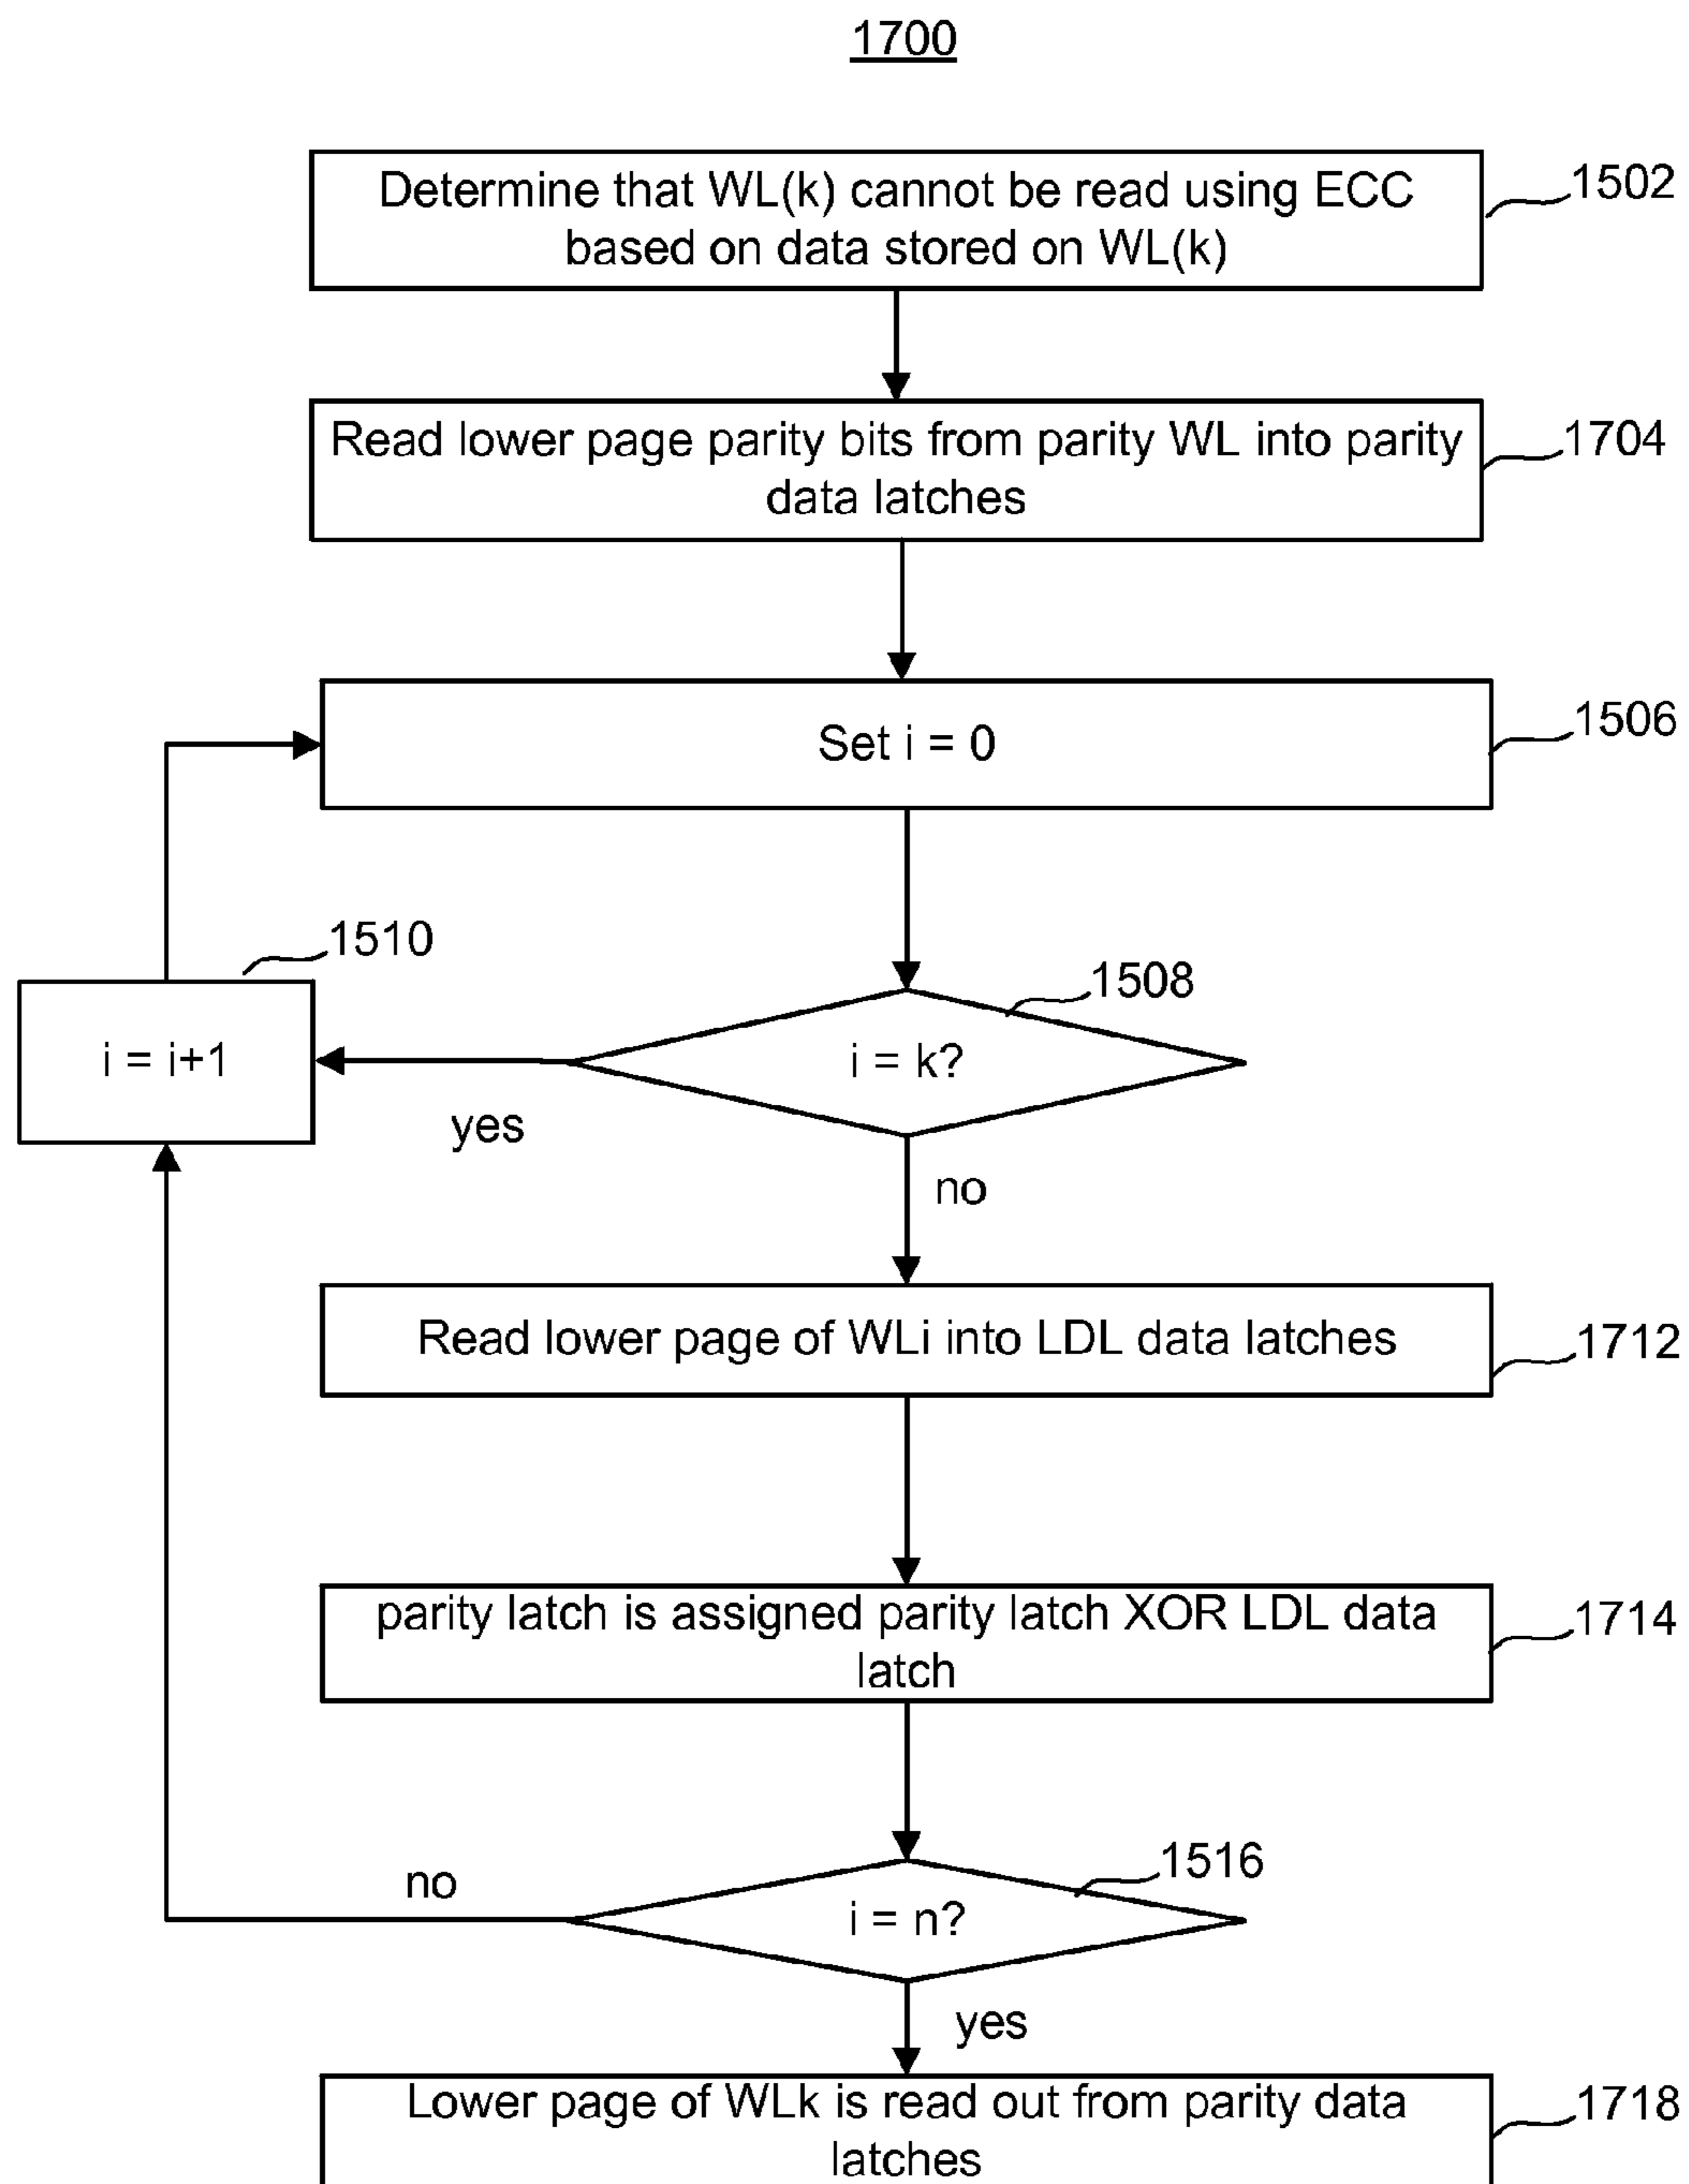 1700
Determine that WL(k) cannot be read using ECC
based on data stored on WL(k)
1502
Read lower page parity bits from parity WL into parity
data latches
1704
Set i = 0
1506
1510
i = i+1
1508
i = k?
yes
no
Read lower page of WLi into LDL data latches
1712
parity latch is assigned parity latch XOR LDL data
latch
1714
1516
i = n?
no
yes
Lower page of WLk is read out from parity data
latches
1718